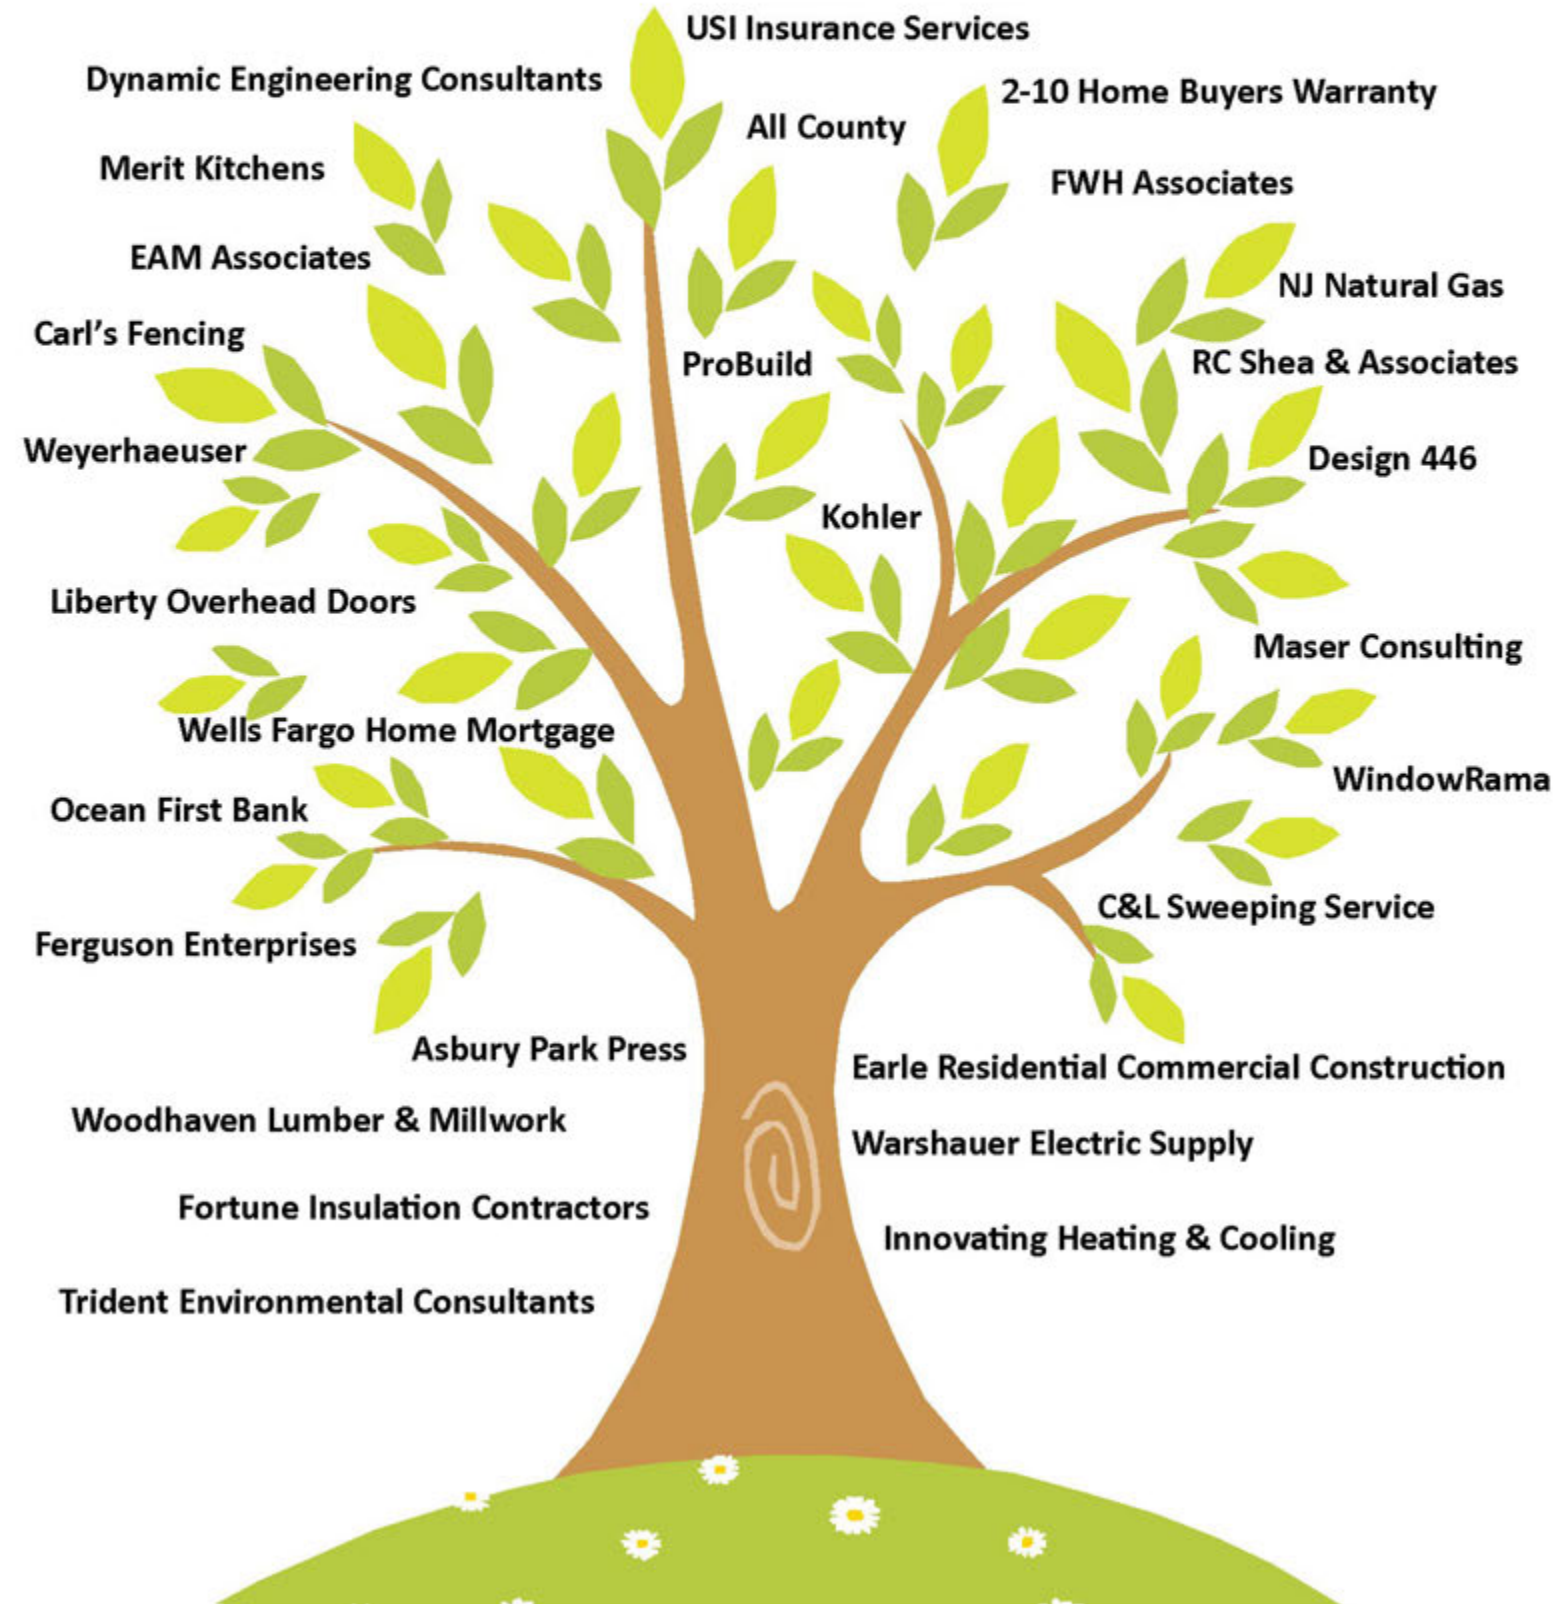 USI Insurance Services
Dynamic Engineering Consultants
2-10 Home Buyers Warranty
All County
Merit Kitchens
FWH Associates
EAM Associates
NJ Natural Gas
Carl's Fencing
ProBuild
RC Shea & Associates
Weyerhaeuser
Design 446
Kohler
Liberty Overhead Doors
Maser Consulting
Wells Fargo Home Mortgage
WindowRama
Ocean First Bank
C&L Sweeping Service
Ferguson Enterprises
Asbury Park Press
Earle Residential Commercial Construction
Woodhaven Lumber & Millwork
Warshauer Electric Supply
Fortune Insulation Contractors
Innovating Heating & Cooling
Trident Environmental Consultants